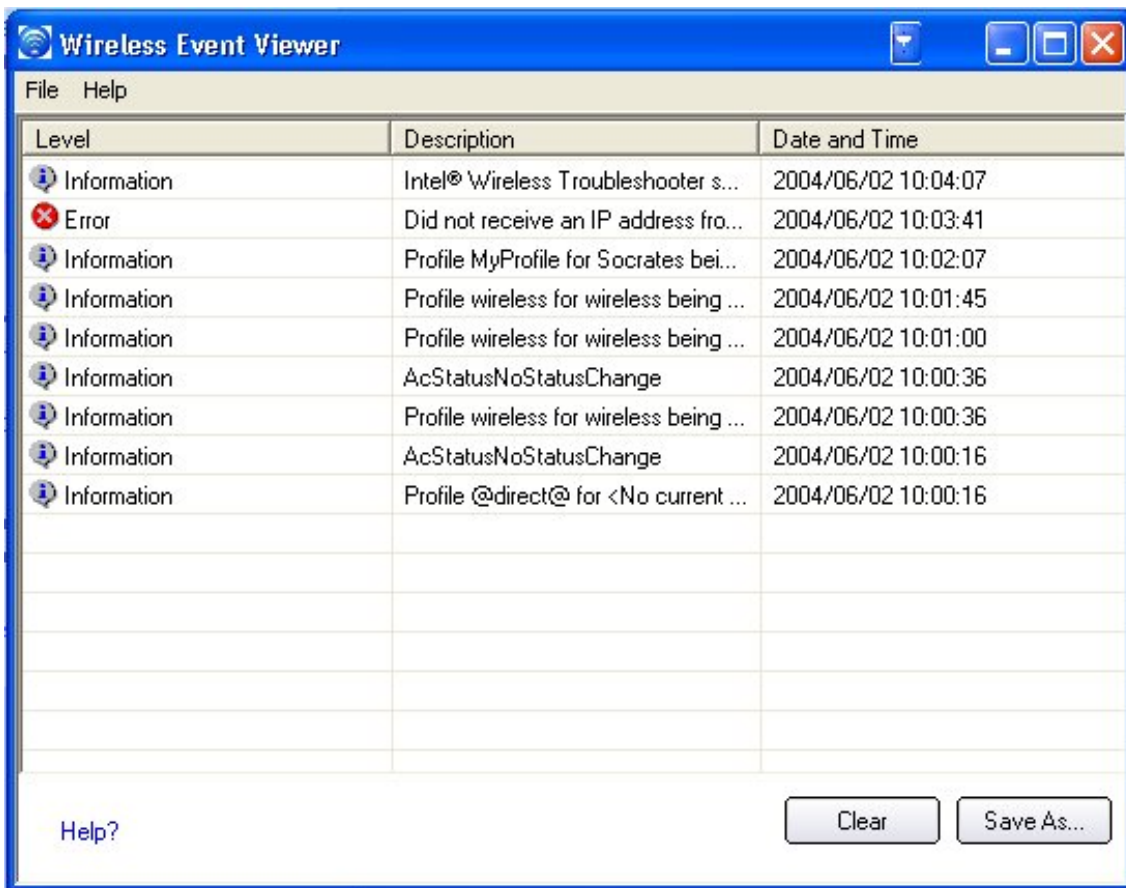 Wireless Event Viewer
File Help
Level Description Date and Time
Information Intel® Wireless Troubleshooter s... 2004/06/02 10:04:07
Error Did not receive an IP address fro... 2004/06/02 10:03:41
Information Profile MyProfile for Socrates bei... 2004/06/02 10:02:07
Information Profile wireless for wireless being ... 2004/06/02 10:01:45
Information Profile wireless for wireless being ... 2004/06/02 10:01:00
Information AcStatusNoStatusChange 2004/06/02 10:00:36
Information Profile wireless for wireless being ... 2004/06/02 10:00:36
Information AcStatusNoStatusChange 2004/06/02 10:00:16
Information Profile @direct@ for <No current ... 2004/06/02 10:00:16
Help? Clear Save As...